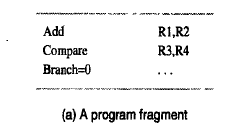 Add R1,R2
Compare R3,R4
Branch=0 ...
(a) A program fragment